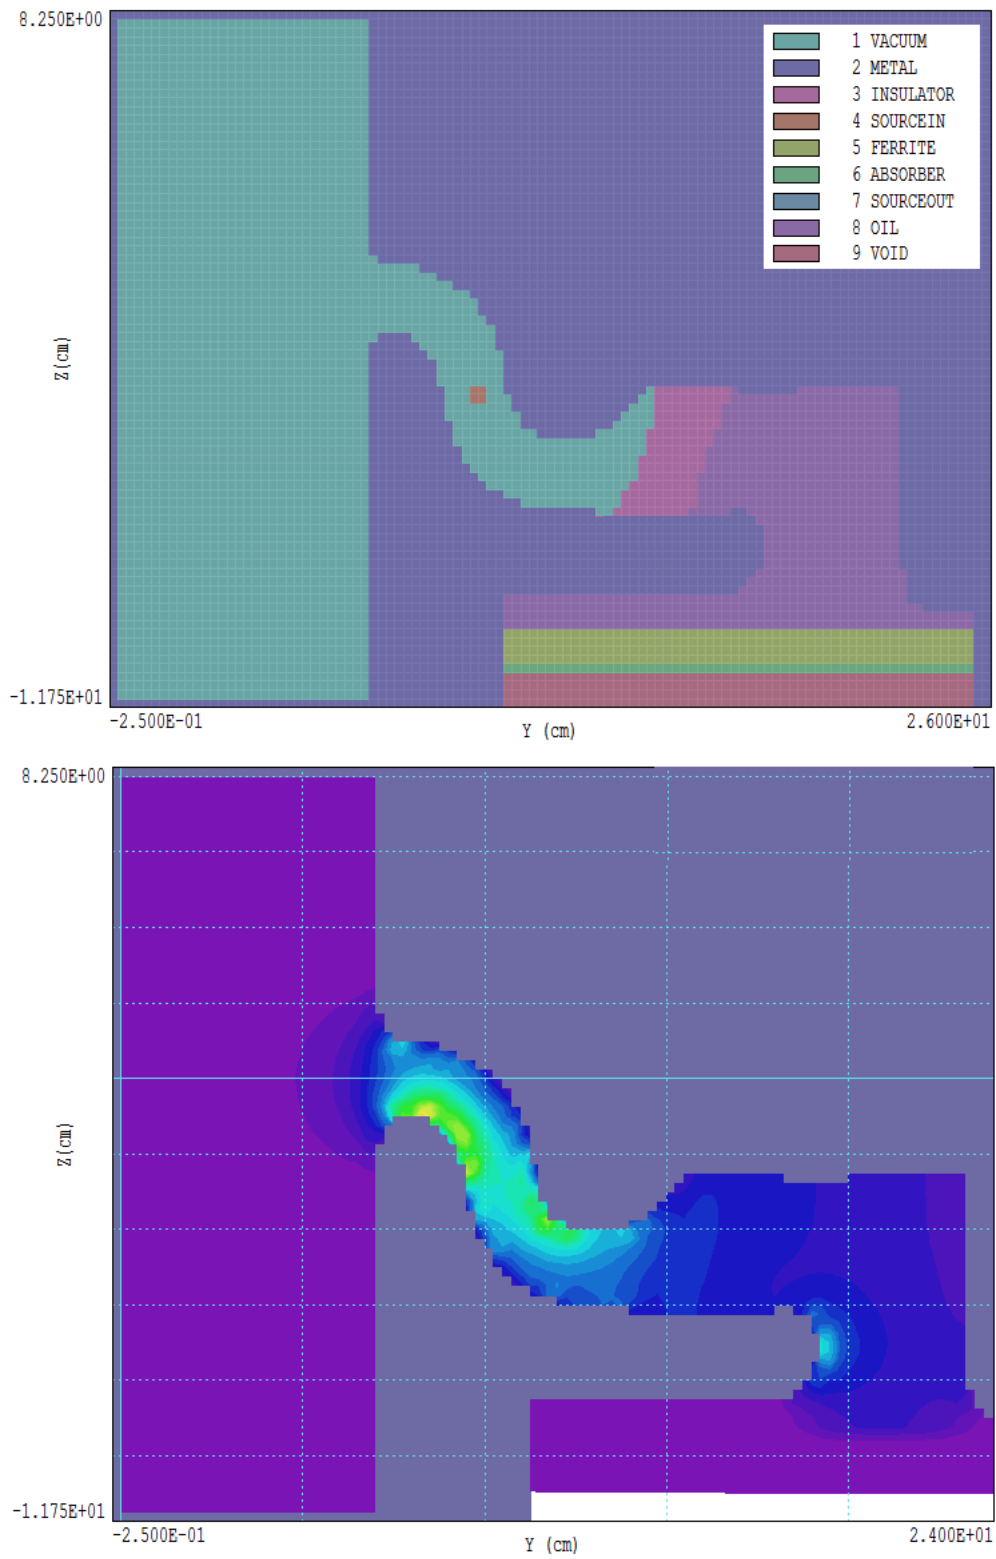 8.250E+00
1 VACUUM
2 METAL
3 INSULATOR
4 SOURCEIN
5 FERRITE
6 ABSORBER
7 SOURCEOUT
8 OIL
9 VOID
Z(cm)
-1.175E+01
-2.500E-01
Y (cm)
2.600E+01
8.250E+00
Z(cm)
-1.175E+01
-2.500E-01
Y (cm)
2.400E+01